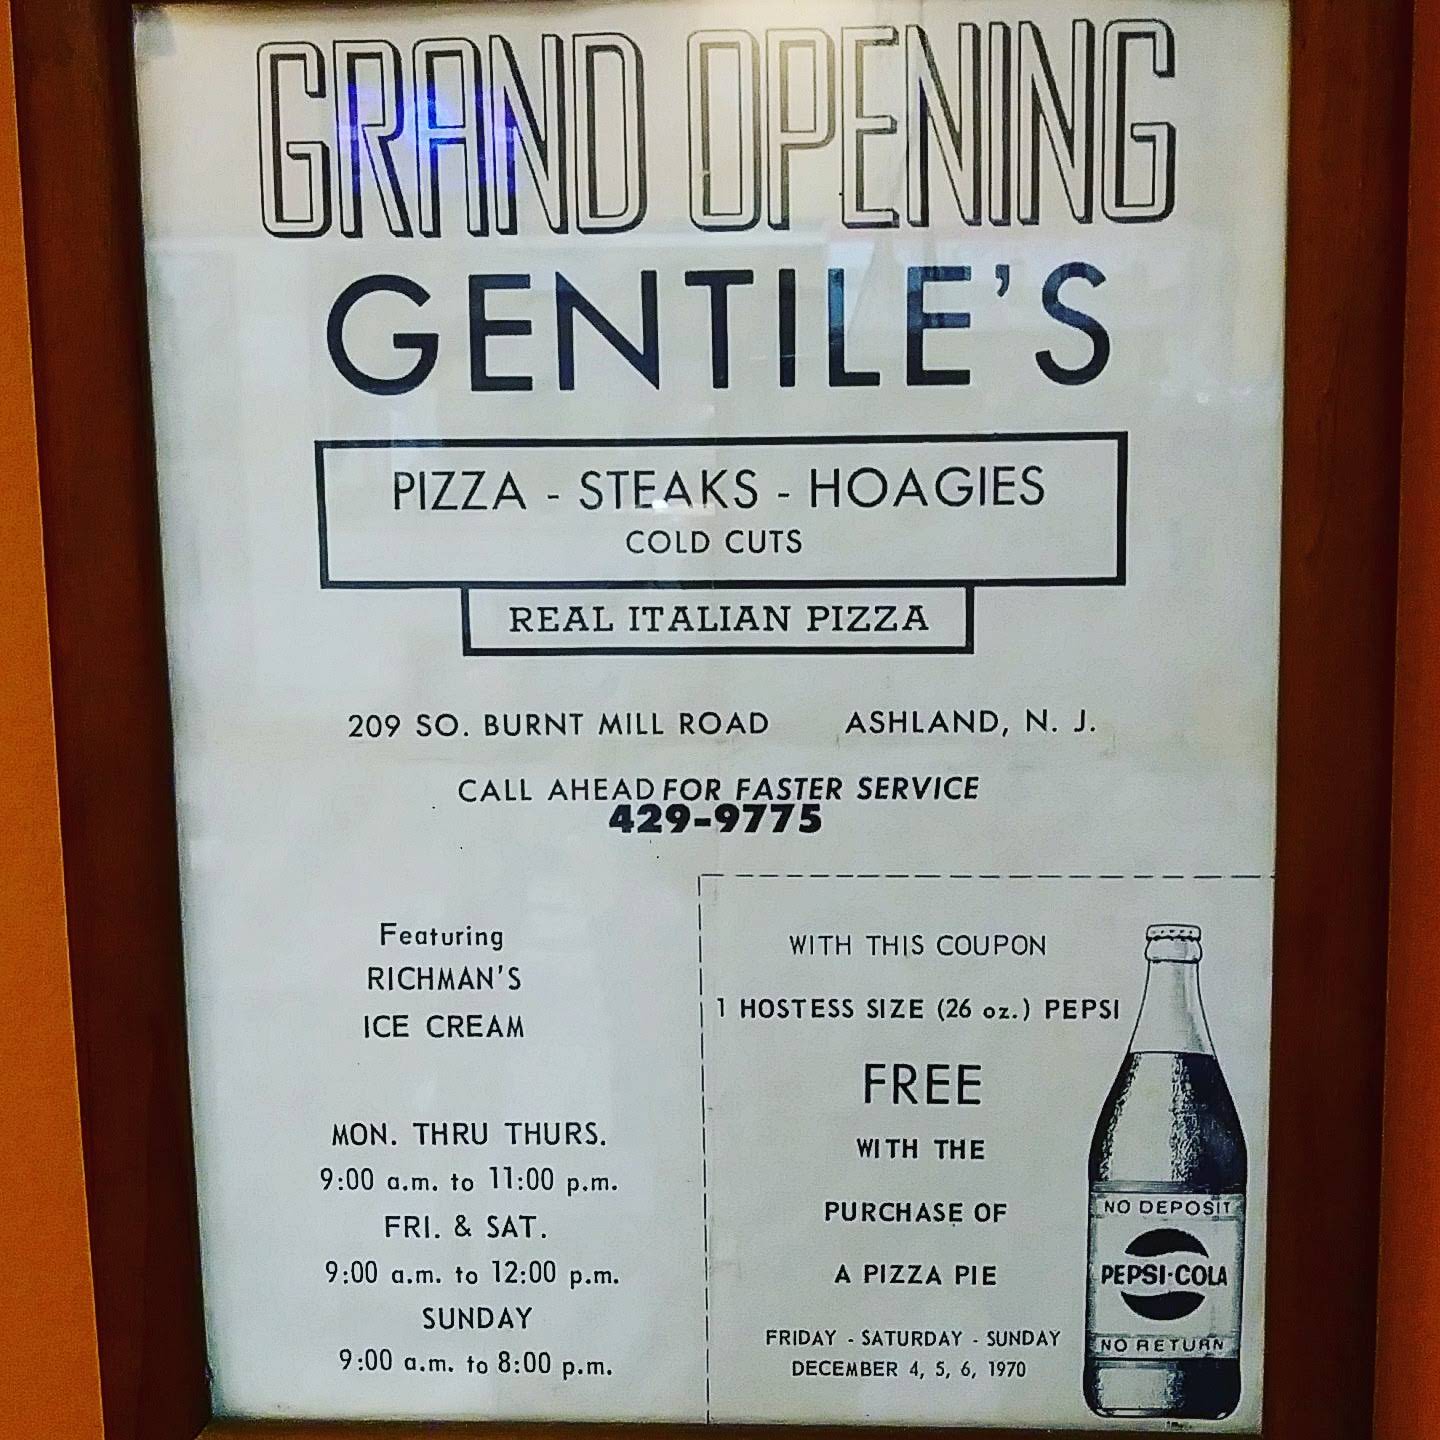 GRAND OPENING
GENTILE'S
PIZZA - STEAKS - HOAGIES
COLD CUTS
REAL ITALIAN PIZZA
209 SO. BURNT MILL ROAD ASHLAND, N. J.
CALL AHEAD FOR FASTER SERVICE
429-9775
Featuring
RICHMAN'S
ICE CREAM
MON. THRU THURS.
9:00 a.m. to 11:00 p.m.
FRI. & SAT.
9:00 a.m. to 12:00 p.m.
SUNDAY
9:00 a.m. to 8:00 p.m.
WITH THIS COUPON
1 HOSTESS SIZE (26 oz.) PEPSI
FREE
WITH THE
PURCHASE OF
A PIZZA PIE
FRIDAY - SATURDAY - SUNDAY
DECEMBER 4, 5, 6, 1970
NO DEPOSIT
PEPSI-COLA
NO RETURN